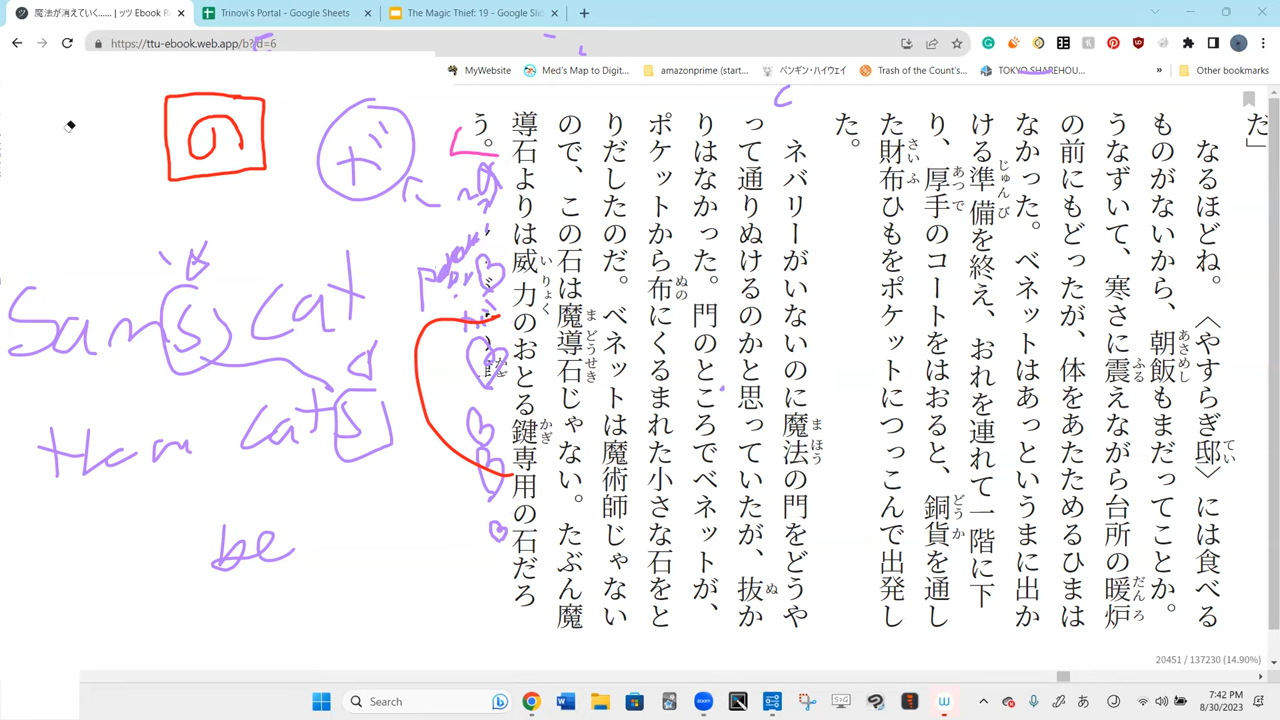 魔法が消えていく…... | ッツ Ebook R
Trinovi's Portal - Google Sheets
The Magic Thief: 19 - Google Slid
https://ttu-ebook.web.app/b?id=6
MyWebsite
Med's Map to Digit...
amazonprime (start...
ペンギン・ハイウェイ
Trash of the Count's...
TOKYO SHAREHOU...
»
Other bookmarks
だ」
なるほどね。〈やすらぎ邸〉には食べる
ものがないから、朝飯もまだってことか。
うなずいて、寒さに震えながら台所の暖炉
の前にもどったが、体をあたためるひまは
なかった。ベネットはあっというまに出か
ける準備を終え、おれを連れて一階に下
り、厚手のコートをはおると、銅貨を通し
た財布ひもをポケットにつっこんで出発し
た。
ネバリーがいないのに魔法の門をどうや
って通りぬけるのかと思っていたが、抜か
りはなかった。門のところでベネットが、
ポケットから布にくるまれた小さな石をと
りだしたのだ。ベネットは魔術師じゃない
ので、この石は魔導石じゃない。たぶん魔
導石よりは威力のおとる鍵専用の石だろ
う。
の
が
Sam(s) cat
cat s
be
20451 / 137230 (14.90%)
Search
7:42 PM
8/30/2023